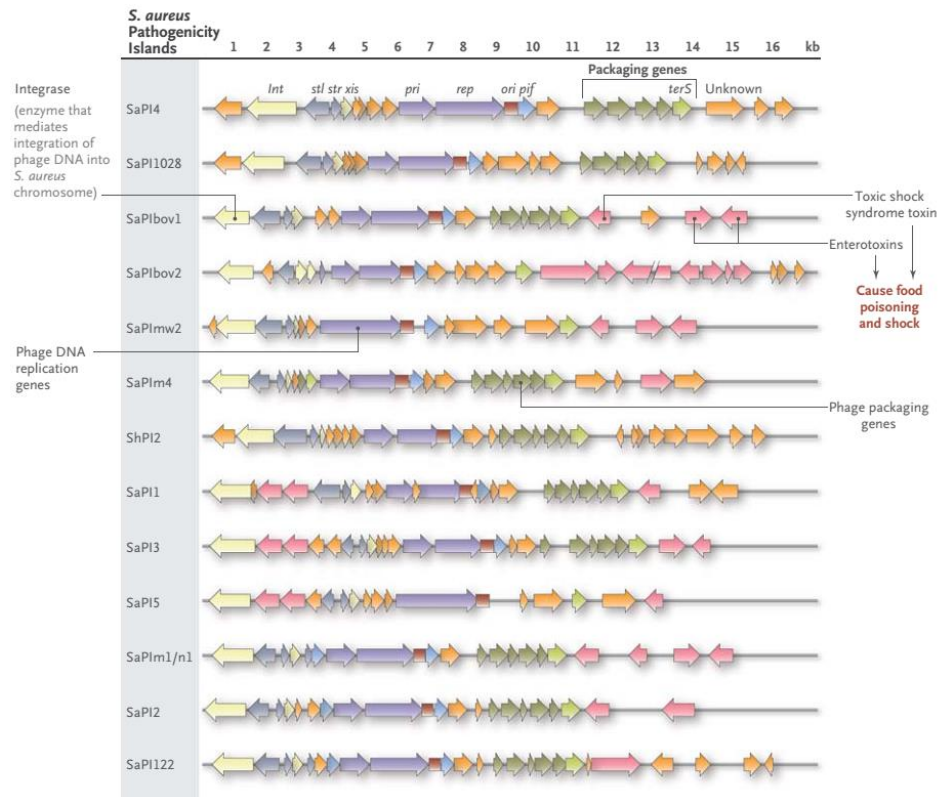 S. aureus
Pathogenicity
Islands
1 2 3 4 5 6 7 8 9 10 11 12 13 14 15 16 kb
Packaging genes
Integrase
(enzyme that
mediates
integration of
phage DNA into
S. aureus
chromosome)
Int stl str xis pri rep ori pif terS Unknown
SaPI4
SaPI1028
SaPIbov1
Toxic shock
syndrome toxin
Enterotoxins
SaPIbov2
Cause food
poisoning
and shock
SaPImw2
Phage DNA
replication
genes
SaPIm4
Phage packaging
genes
ShPI2
SaPI1
SaPI3
SaPI5
SaPIm1/n1
SaPI2
SaPI122